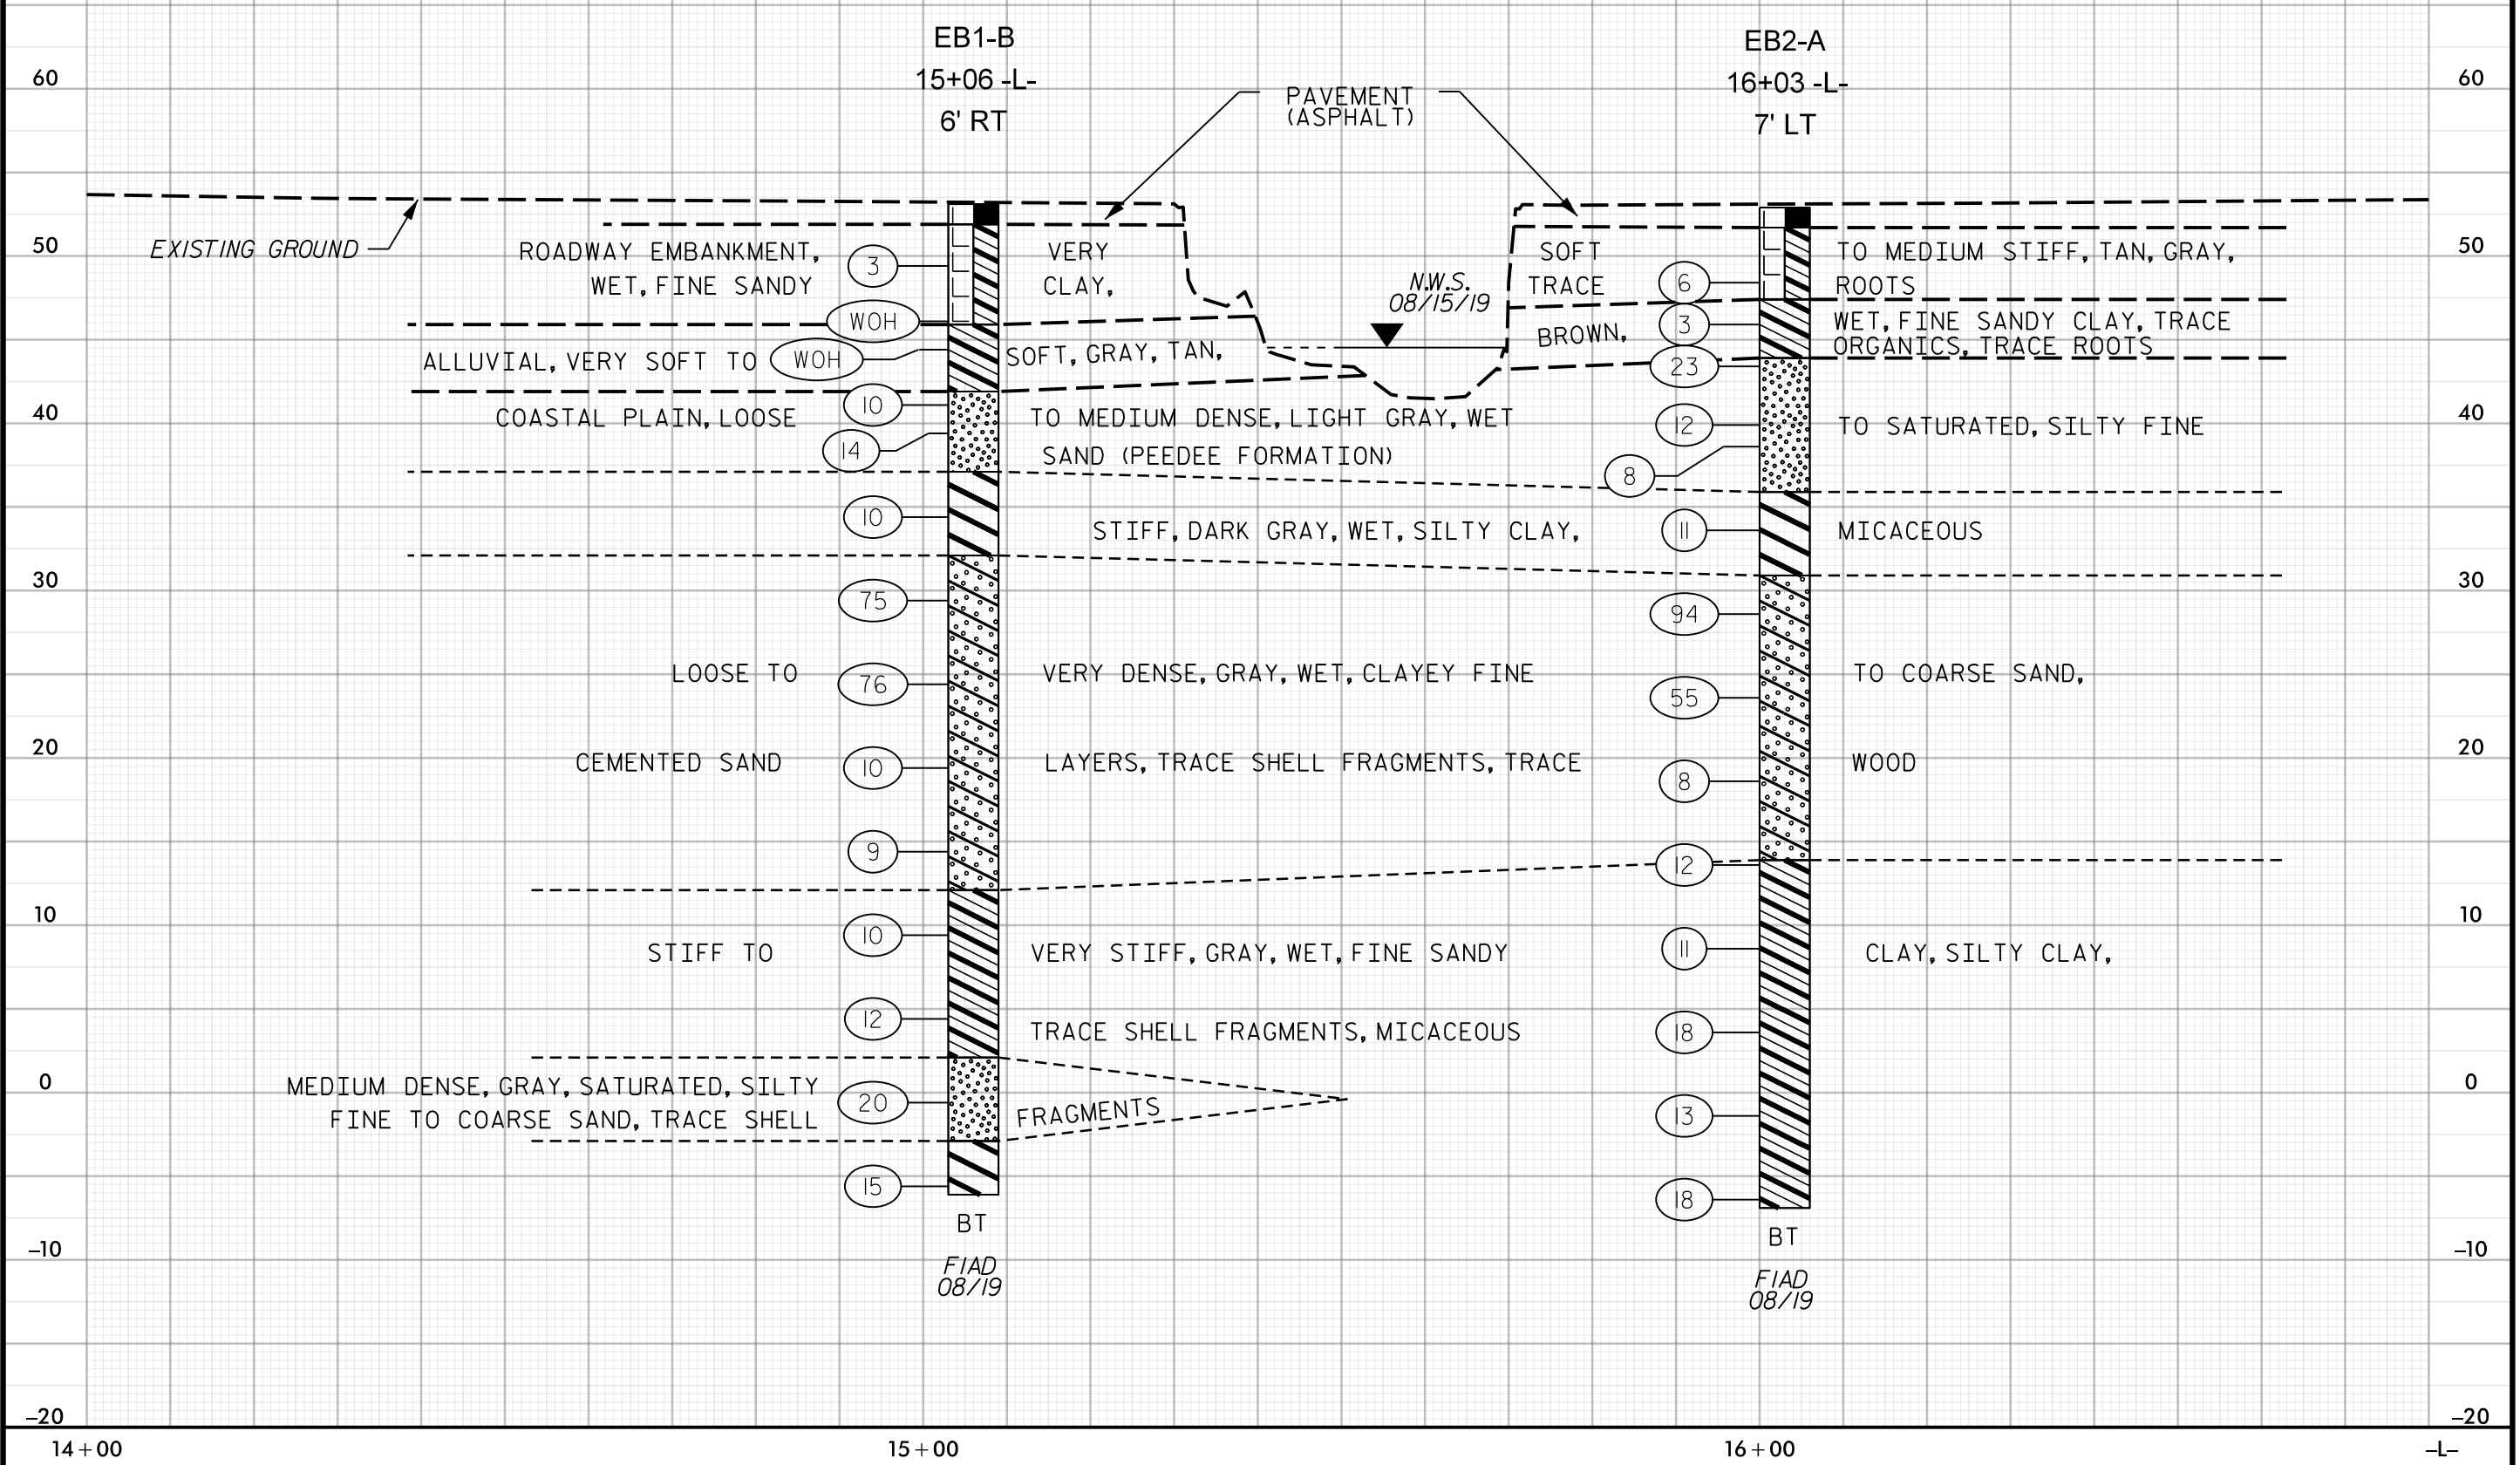 EB1-B
15+06 -L-
6' RT
EB2-A
16+03 -L-
7' LT
60
60
PAVEMENT
(ASPHALT)
EXISTING GROUND
50
50
ROADWAY EMBANKMENT, VERY SOFT TO MEDIUM STIFF, TAN, GRAY,
WET, FINE SANDY CLAY, TRACE ROOTS
3
6
N.W.S.
08/15/19
WOH
3
ALLUVIAL, VERY SOFT TO SOFT, GRAY, TAN, BROWN, WET, FINE SANDY CLAY, TRACE
ORGANICS, TRACE ROOTS
WOH
23
40
40
COASTAL PLAIN, LOOSE TO MEDIUM DENSE, LIGHT GRAY, WET TO SATURATED, SILTY FINE
SAND (PEEDEE FORMATION)
10
12
14
8
10
STIFF, DARK GRAY, WET, SILTY CLAY, MICACEOUS
11
30
30
75
94
LOOSE TO VERY DENSE, GRAY, WET, CLAYEY FINE TO COARSE SAND,
76
55
20
20
CEMENTED SAND LAYERS, TRACE SHELL FRAGMENTS, TRACE WOOD
10
8
9
12
10
10
10
11
STIFF TO VERY STIFF, GRAY, WET, FINE SANDY CLAY, SILTY CLAY,
12
18
TRACE SHELL FRAGMENTS, MICACEOUS
0
0
MEDIUM DENSE, GRAY, SATURATED, SILTY
FINE TO COARSE SAND, TRACE SHELL FRAGMENTS
20
13
15
18
BT
BT
-10
-10
FIAD
08/19
FIAD
08/19
-20
-20
14+00
15+00
16+00
-L-